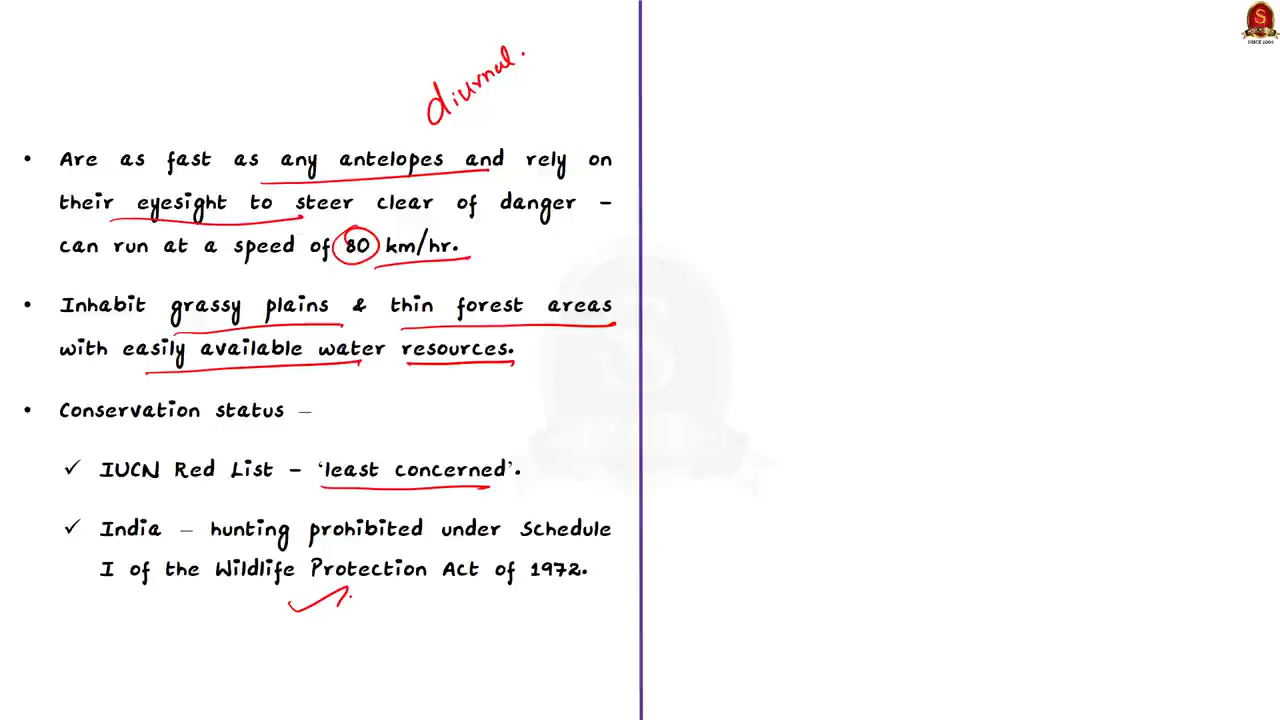 diurnal.
• Are as fast as any antelopes and rely on
their eyesight to steer clear of danger –
can run at a speed of 80 km/hr.
• Inhabit grassy plains & thin forest areas
with easily available water resources.
• Conservation status –
✓ IUCN Red List – ‘least concerned’.
✓ India – hunting prohibited under Schedule
I of the Wildlife Protection Act of 1972.
S
SINCE 2004